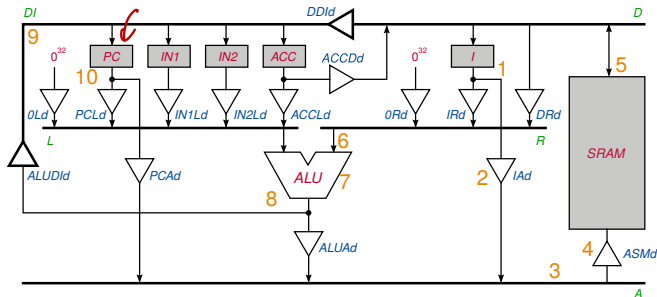 DI
DDId
D
9
0³²
PC
IN1
IN2
ACC
ACCDd
0³²
I
1
5
10
0Ld
PCLd
IN1Ld
IN2Ld
ACCLd
0Rd
IRd
DRd
L
6
R
SRAM
ALUDId
PCAd
ALU
7
2
IAd
8
ALUAd
4
ASMd
3
A